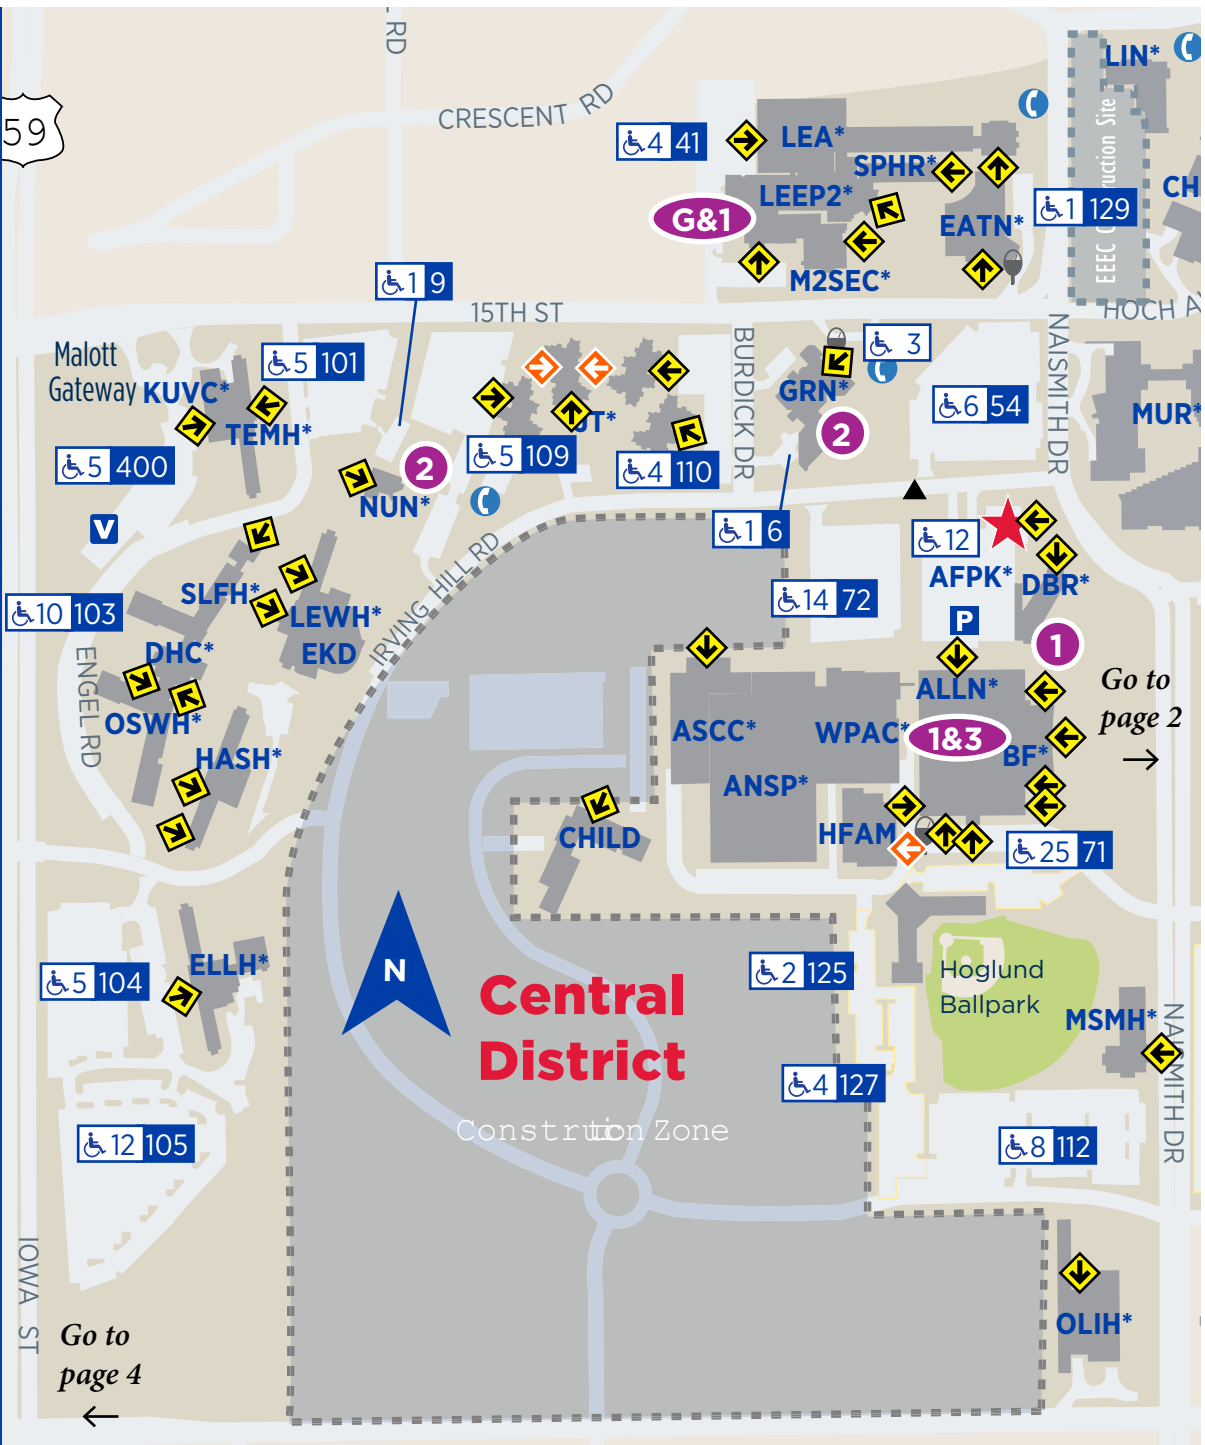 RD
LIN*
59
CRESCENT RD
4 41
LEA*
SPHR*
LEEP2*
CH
G&1
1 129
EATN*
EEEC C ruction Site
M2SEC*
1 9
15TH ST
HOCH A
Malott
Gateway
KUVC*
5 101
BURDICK DR
3
NAISMITH DR
GRN*
6 54
MUR*
TEMH*
JT*
2
5 400
2
5 109
4 110
NUN*
V
1 6
12
AFPK*
DBR*
SLFH*
IRVING HILL RD
14 72
10 103
LEWH*
EKD
P
DHC*
1
ENGEL RD
Go to
page 2
ALLN*
OSWH*
ASCC*
WPAC*
1&3
BF*
HASH*
ANSP*
CHILD
HFAM
25 71
N
ELLH*
5 104
Central
District
2 125
Hoglund
Ballpark
MSMH*
NAISMITH DR
4 127
Construction Zone
12 105
8 112
IOWA ST
OLIH*
Go to
page 4